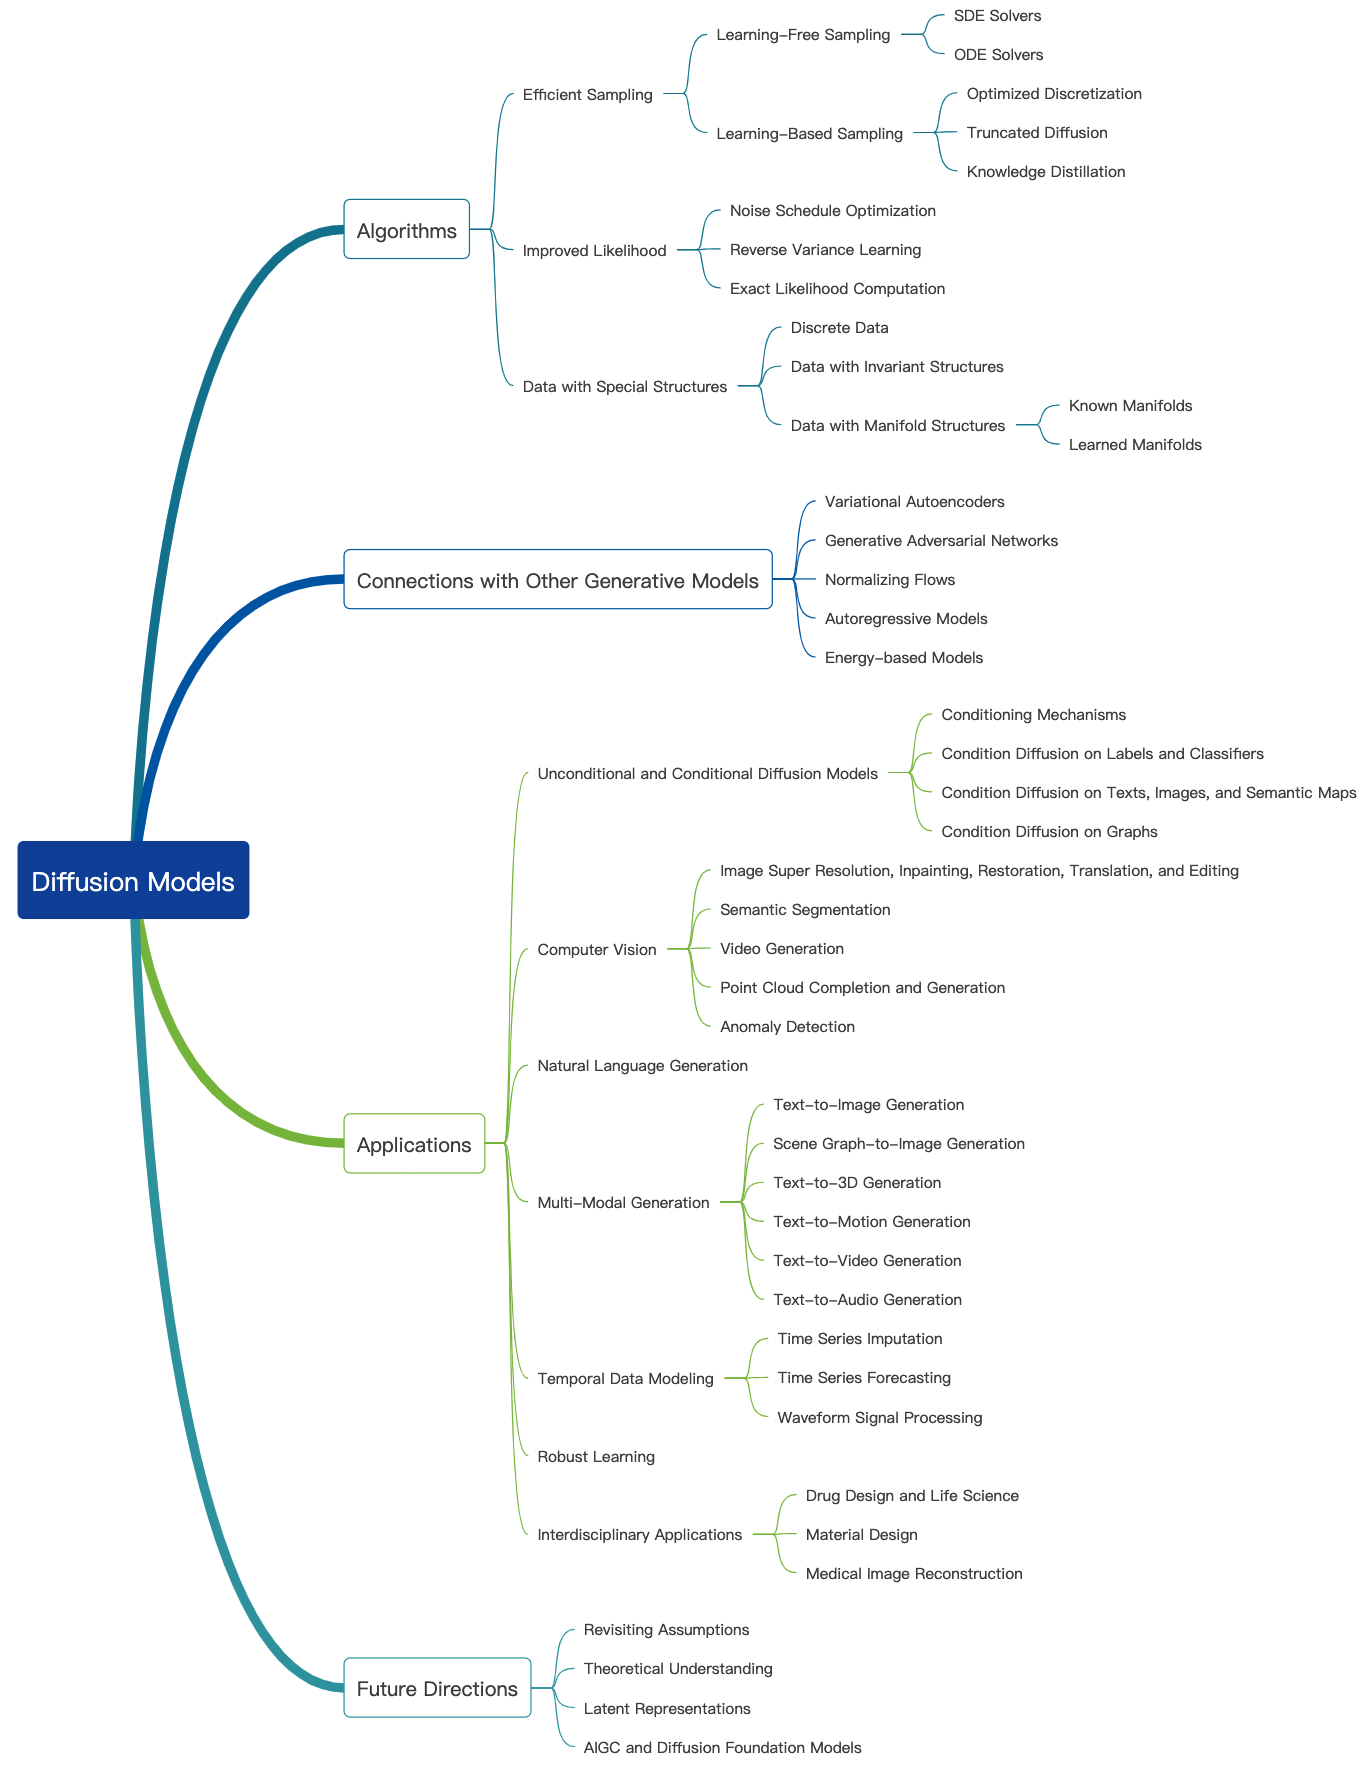 Diffusion Models
Algorithms
Efficient Sampling
Learning-Free Sampling
SDE Solvers
ODE Solvers
Learning-Based Sampling
Optimized Discretization
Truncated Diffusion
Knowledge Distillation
Improved Likelihood
Noise Schedule Optimization
Reverse Variance Learning
Exact Likelihood Computation
Data with Special Structures
Discrete Data
Data with Invariant Structures
Data with Manifold Structures
Known Manifolds
Learned Manifolds
Connections with Other Generative Models
Variational Autoencoders
Generative Adversarial Networks
Normalizing Flows
Autoregressive Models
Energy-based Models
Applications
Unconditional and Conditional Diffusion Models
Conditioning Mechanisms
Condition Diffusion on Labels and Classifiers
Condition Diffusion on Texts, Images, and Semantic Maps
Condition Diffusion on Graphs
Computer Vision
Image Super Resolution, Inpainting, Restoration, Translation, and Editing
Semantic Segmentation
Video Generation
Point Cloud Completion and Generation
Anomaly Detection
Natural Language Generation
Multi-Modal Generation
Text-to-Image Generation
Scene Graph-to-Image Generation
Text-to-3D Generation
Text-to-Motion Generation
Text-to-Video Generation
Text-to-Audio Generation
Temporal Data Modeling
Time Series Imputation
Time Series Forecasting
Waveform Signal Processing
Robust Learning
Interdisciplinary Applications
Drug Design and Life Science
Material Design
Medical Image Reconstruction
Future Directions
Revisiting Assumptions
Theoretical Understanding
Latent Representations
AIGC and Diffusion Foundation Models